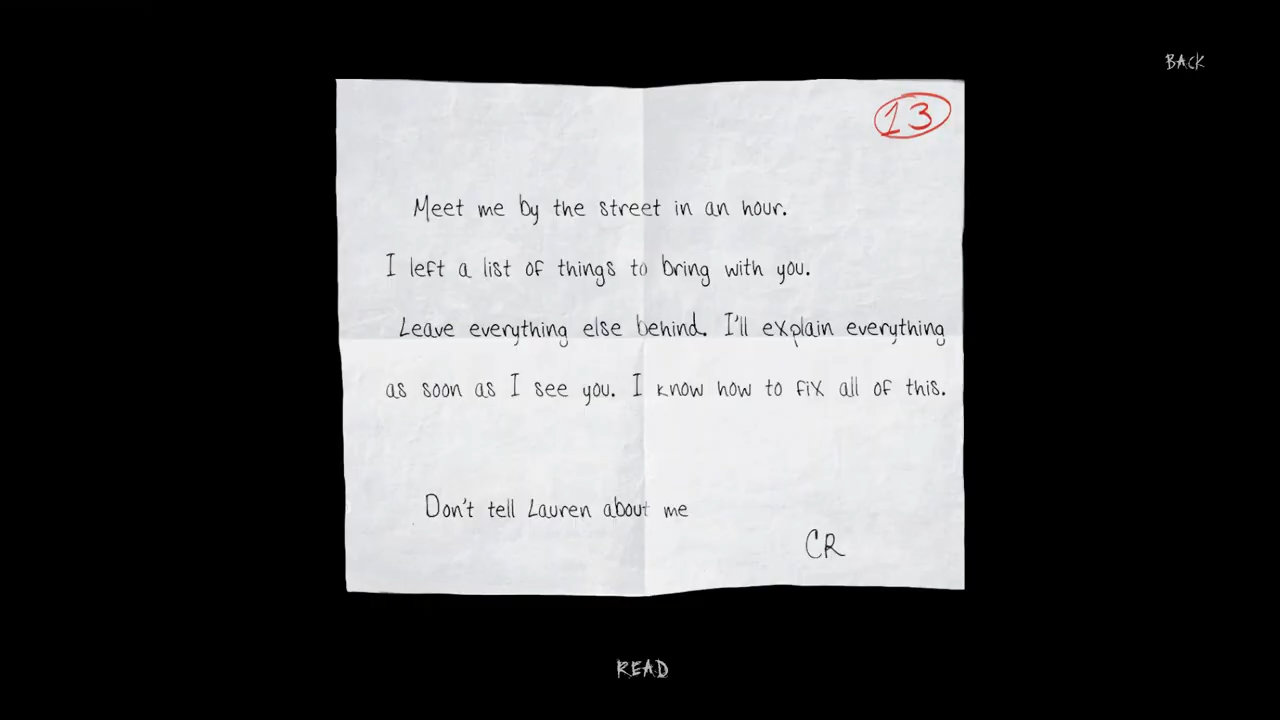 BACK
13
Meet me by the street in an hour.
I left a list of things to bring with you.
Leave everything else behind. I'll explain everything
as soon as I see you. I know how to fix all of this.
Don't tell Lauren about me
CR
READ